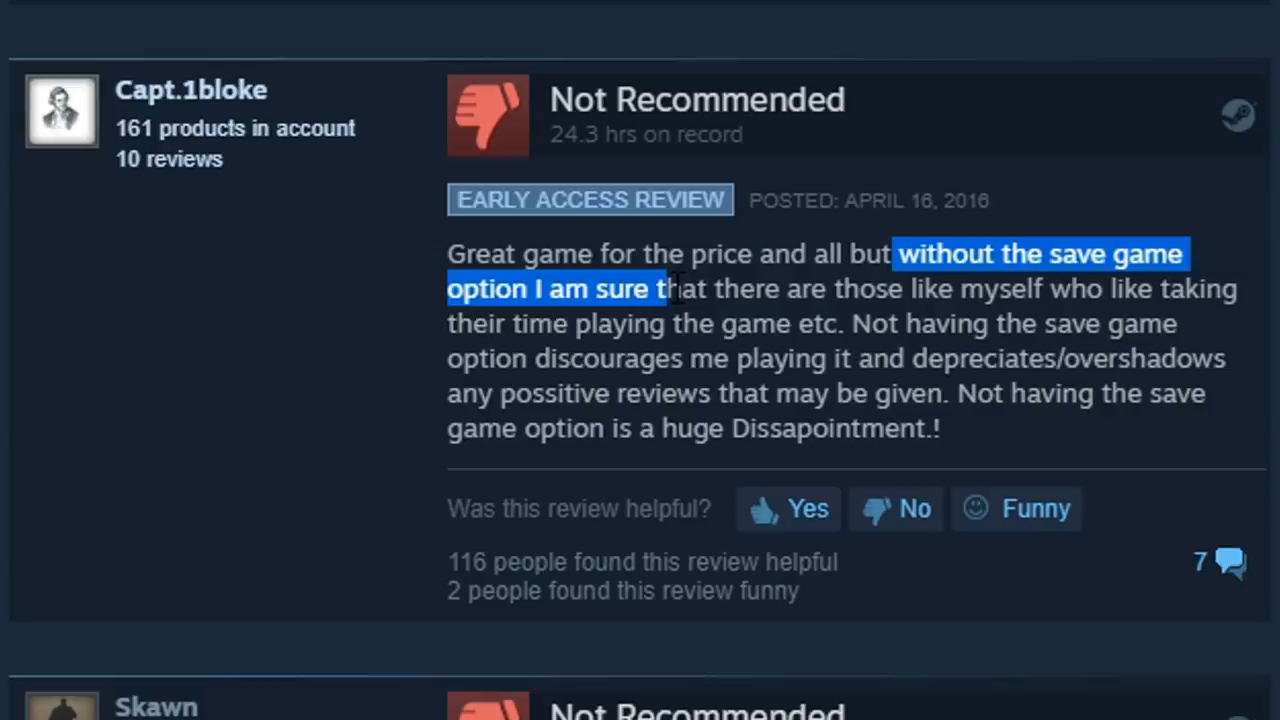 Capt.1bloke
161 products in account
10 reviews
Not Recommended
24.3 hrs on record
EARLY ACCESS REVIEW POSTED: APRIL 16, 2016
Great game for the price and all but without the save game
option I am sure that there are those like myself who like taking
their time playing the game etc. Not having the save game
option discourages me playing it and depreciates/overshadows
any possitive reviews that may be given. Not having the save
game option is a huge Dissapointment.!
Was this review helpful? Yes No Funny
116 people found this review helpful
2 people found this review funny
7
Skawn
Not Recommended